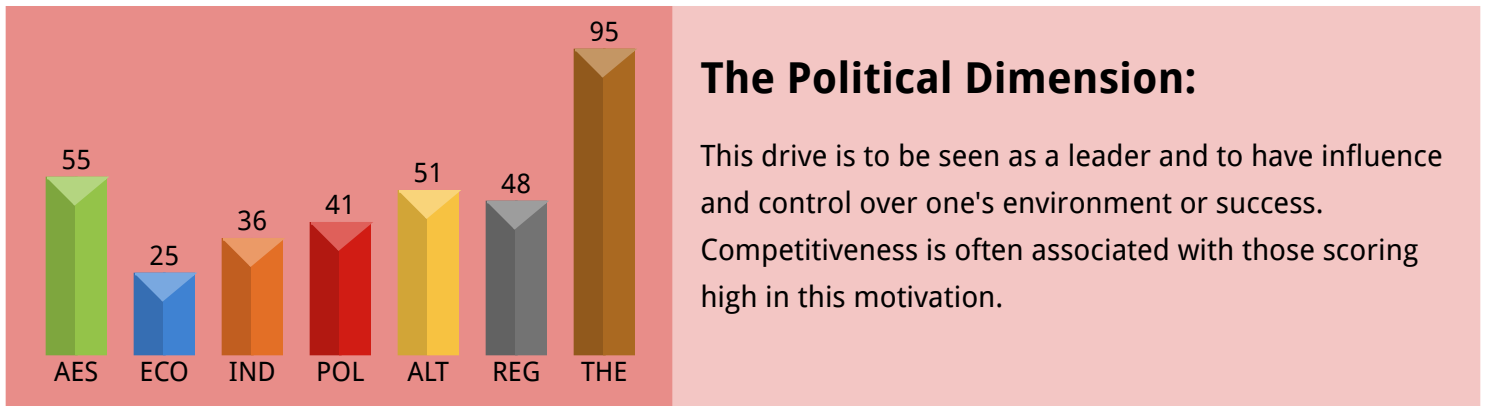 95
55
51
48
41
36
25
AES ECO IND POL ALT REG THE
The Political Dimension:
This drive is to be seen as a leader and to have influence
and control over one's environment or success.
Competitiveness is often associated with those scoring
high in this motivation.